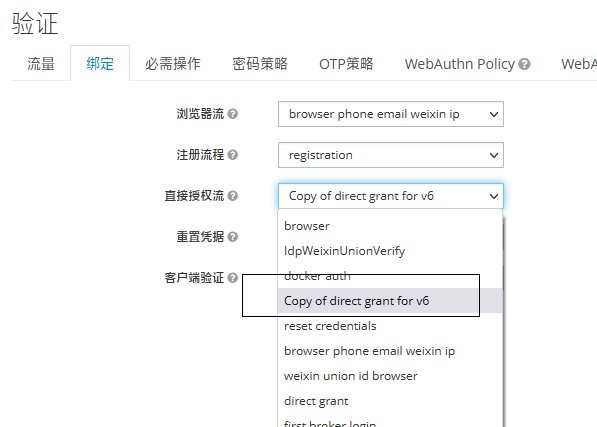 验证
流量 绑定 必需操作 密码策略 OTP策略 WebAuthn Policy WebA
浏览器流 browser phone email weixin ip
注册流程 registration
直接授权流 Copy of direct grant for v6
browser
重置凭据
IdpWeixinUnionVerify
客户端验证
docker auth
Copy of direct grant for v6
reset credentials
browser phone email weixin ip
weixin union id browser
direct grant
first broker login